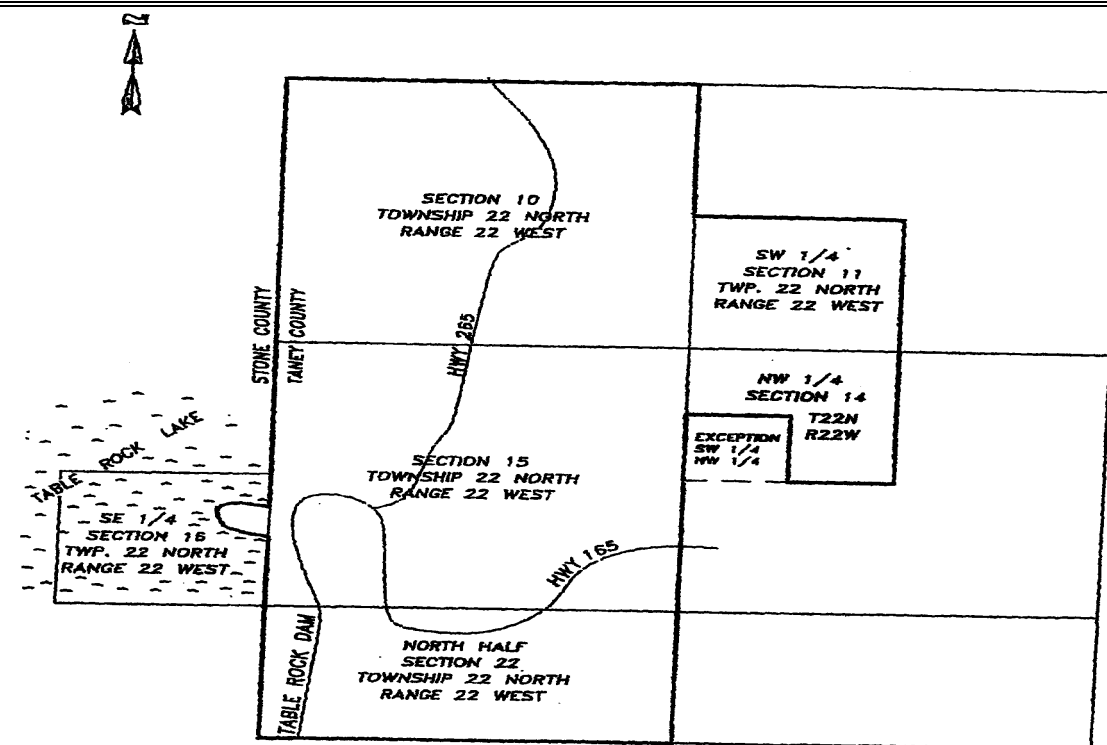 N
SECTION 10
TOWNSHIP 22 NORTH
RANGE 22 WEST
SW 1/4
SECTION 11
TWP. 22 NORTH
RANGE 22 WEST
STONE COUNTY
TANEY COUNTY
HWY 265
NW 1/4
SECTION 14
T22N
R22W
EXCEPTION
SW 1/4
NW 1/4
TABLE ROCK LAKE
SECTION 15
TOWNSHIP 22 NORTH
RANGE 22 WEST
SE 1/4
SECTION 16
TWP. 22 NORTH
RANGE 22 WEST
HWY 165
TABLE ROCK DAM
NORTH HALF
SECTION 22
TOWNSHIP 22 NORTH
RANGE 22 WEST